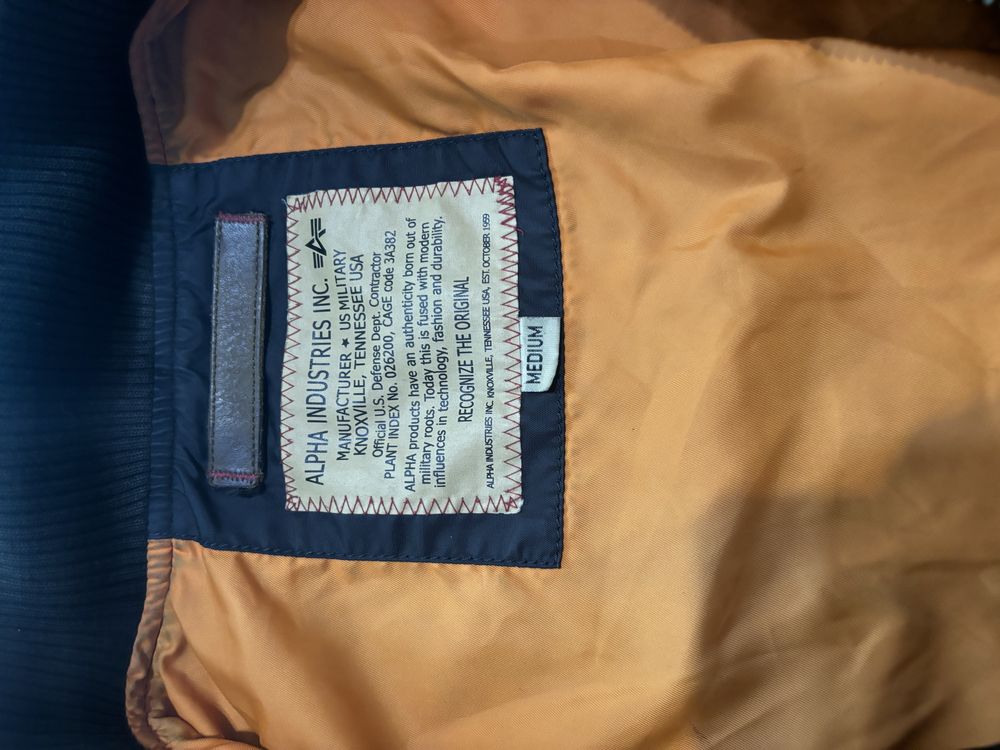 ALPHA INDUSTRIES INC.
MANUFACTURER ★ US MILITARY
KNOXVILLE, TENNESSEE USA
Official U.S. Defense Dept. Contractor
PLANT INDEX No. 026200, CAGE code 3A382
ALPHA products have an authenticity born out of
military roots. Today this is fused with modern
influences in technology, fashion and durability.
RECOGNIZE THE ORIGINAL
ALPHA INDUSTRIES INC. KNOXVILLE, TENNESSEE USA, EST. OCTOBER 1959
MEDIUM